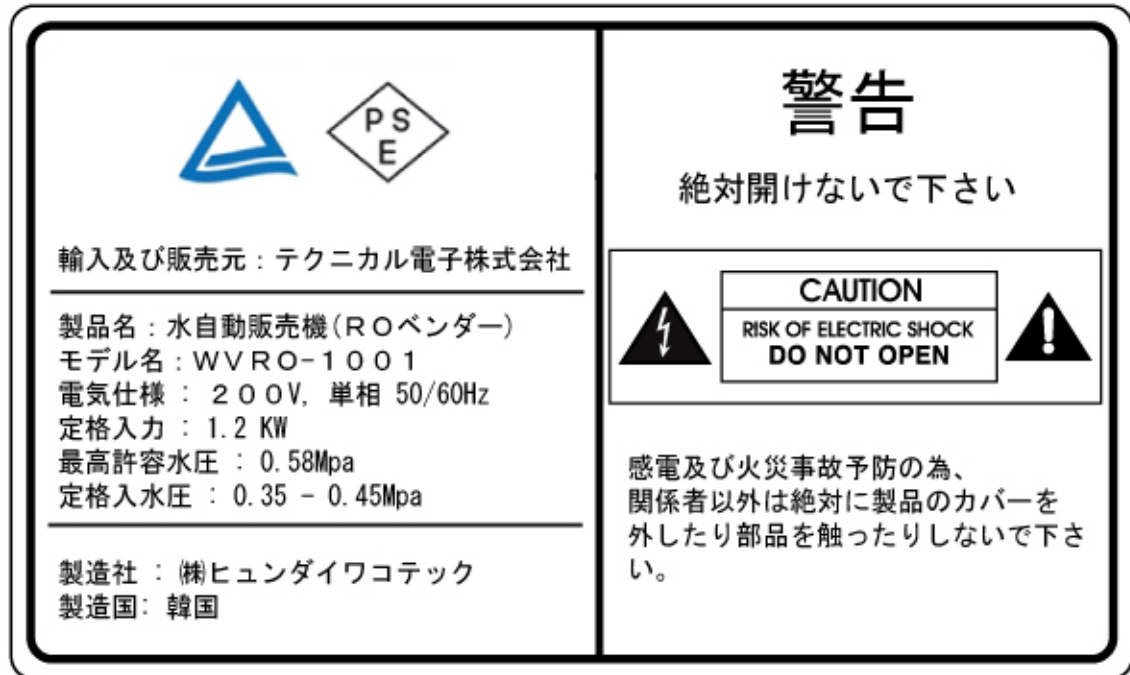 PS
E
輸入及び販売元：テクニカル電子株式会社
製品名：水自動販売機(ＲＯベンダー)
モデル名：ＷＶＲＯ－１００１
電気仕様： ２００V, 単相 50/60Hz
定格入力： 1.2 KW
最高許容水圧： 0.58Mpa
定格入水圧： 0.35 - 0.45Mpa
製造社： ㈱ヒュンダイワコテック
製造国： 韓国
警告
絶対開けないで下さい
CAUTION
RISK OF ELECTRIC SHOCK
DO NOT OPEN
感電及び火災事故予防の為、
関係者以外は絶対に製品のカバーを
外したり部品を触ったりしないで下さ
い。